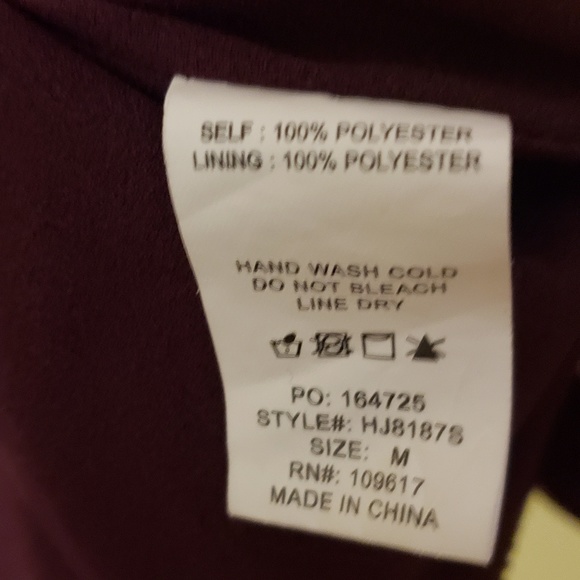 SELF : 100% POLYESTER
LINING : 100% POLYESTER
HAND WASH COLD
DO NOT BLEACH
LINE DRY
PO: 164725
STYLE#: HJ8187S
SIZE: M
RN#: 109617
MADE IN CHINA